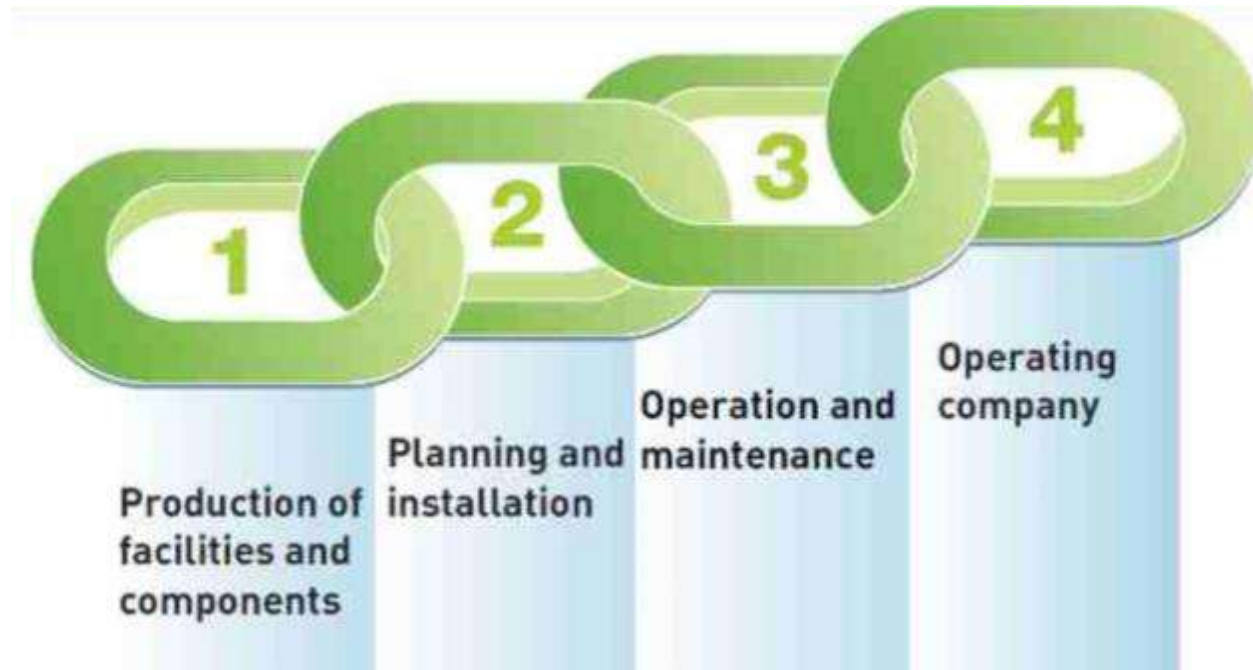 1
2
3
4
Production of
facilities and
components
Planning and
installation
Operation and
maintenance
Operating
company